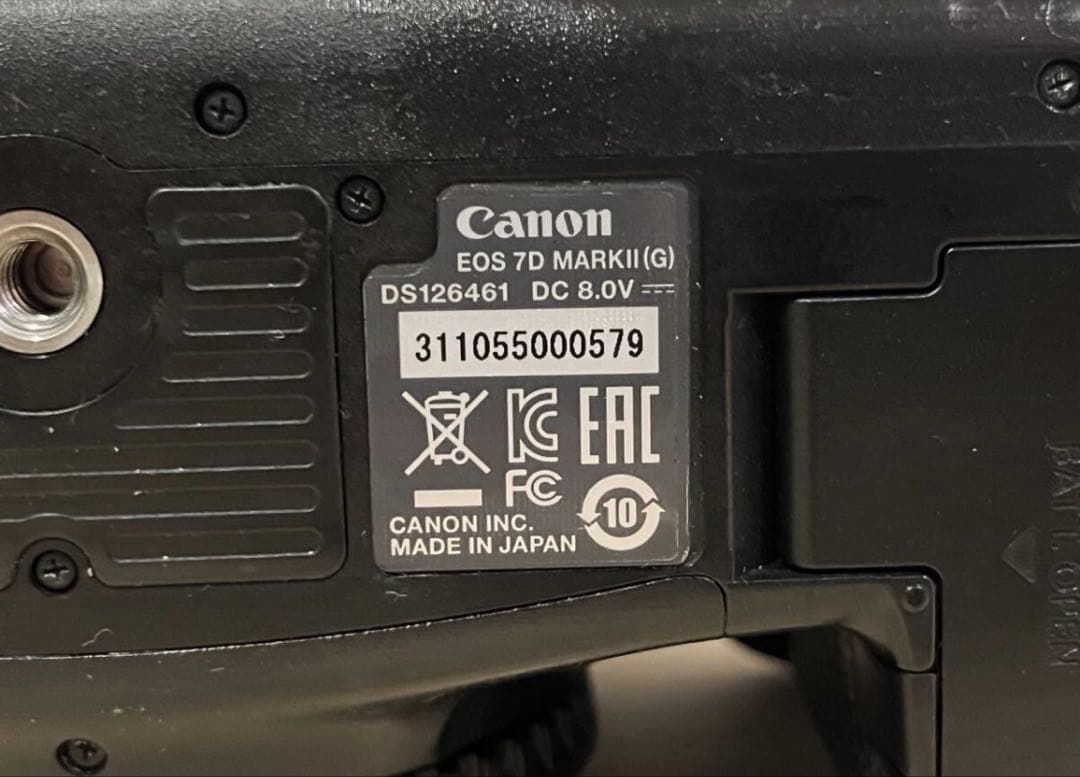 Canon
EOS 7D MARKII(G)
DS126461 DC 8.0V
311055000579
EAC
FC
10
CANON INC.
MADE IN JAPAN
BATT. OPEN